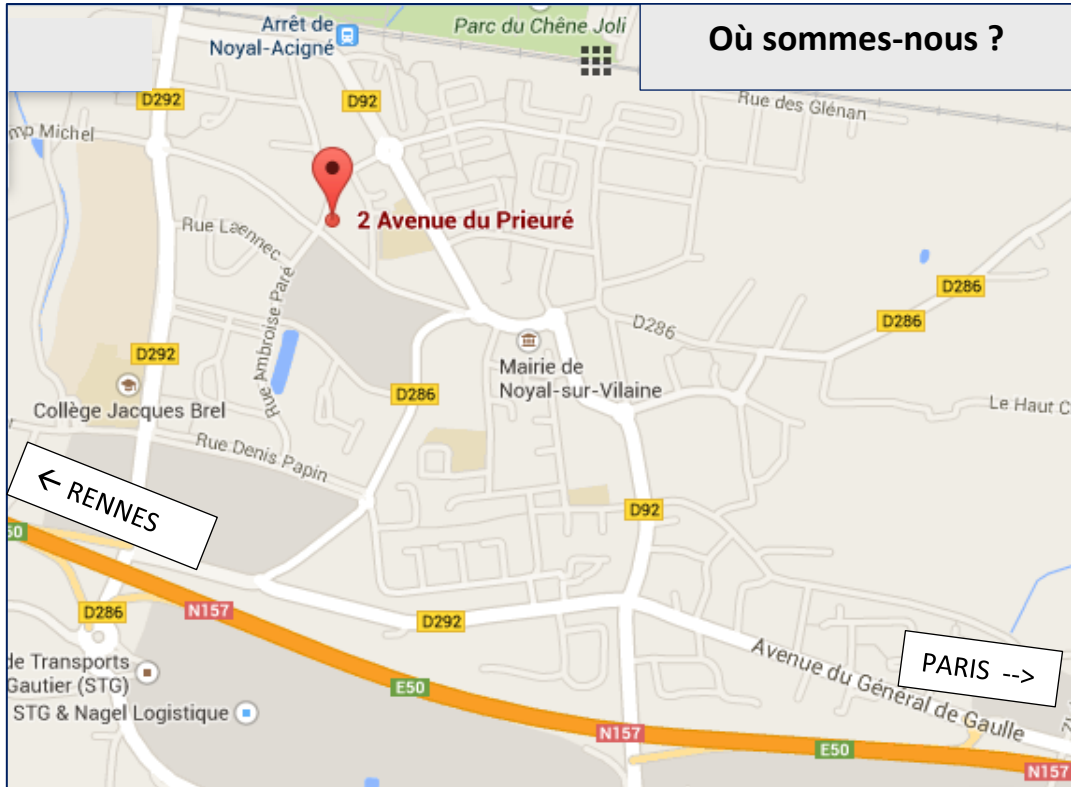 Arrêt de
Noyal-Acigné
Parc du Chêne Joli
Où sommes-nous ?
D292
D92
Rue des Glénan
mp Michel
2 Avenue du Prieuré
Rue Laennec
D286
D286
D286
Rue Ambroise Paré
Mairie de
Noyal-sur-Vilaine
D292
D286
Collège Jacques Brel
Le Haut C
Rue Denis Papin
← RENNES
D92
50
N157
D286
D292
de Transports
Gautier (STG)
Avenue du Général de Gaulle
PARIS -->
E50
STG & Nagel Logistique
N157
E50
N157